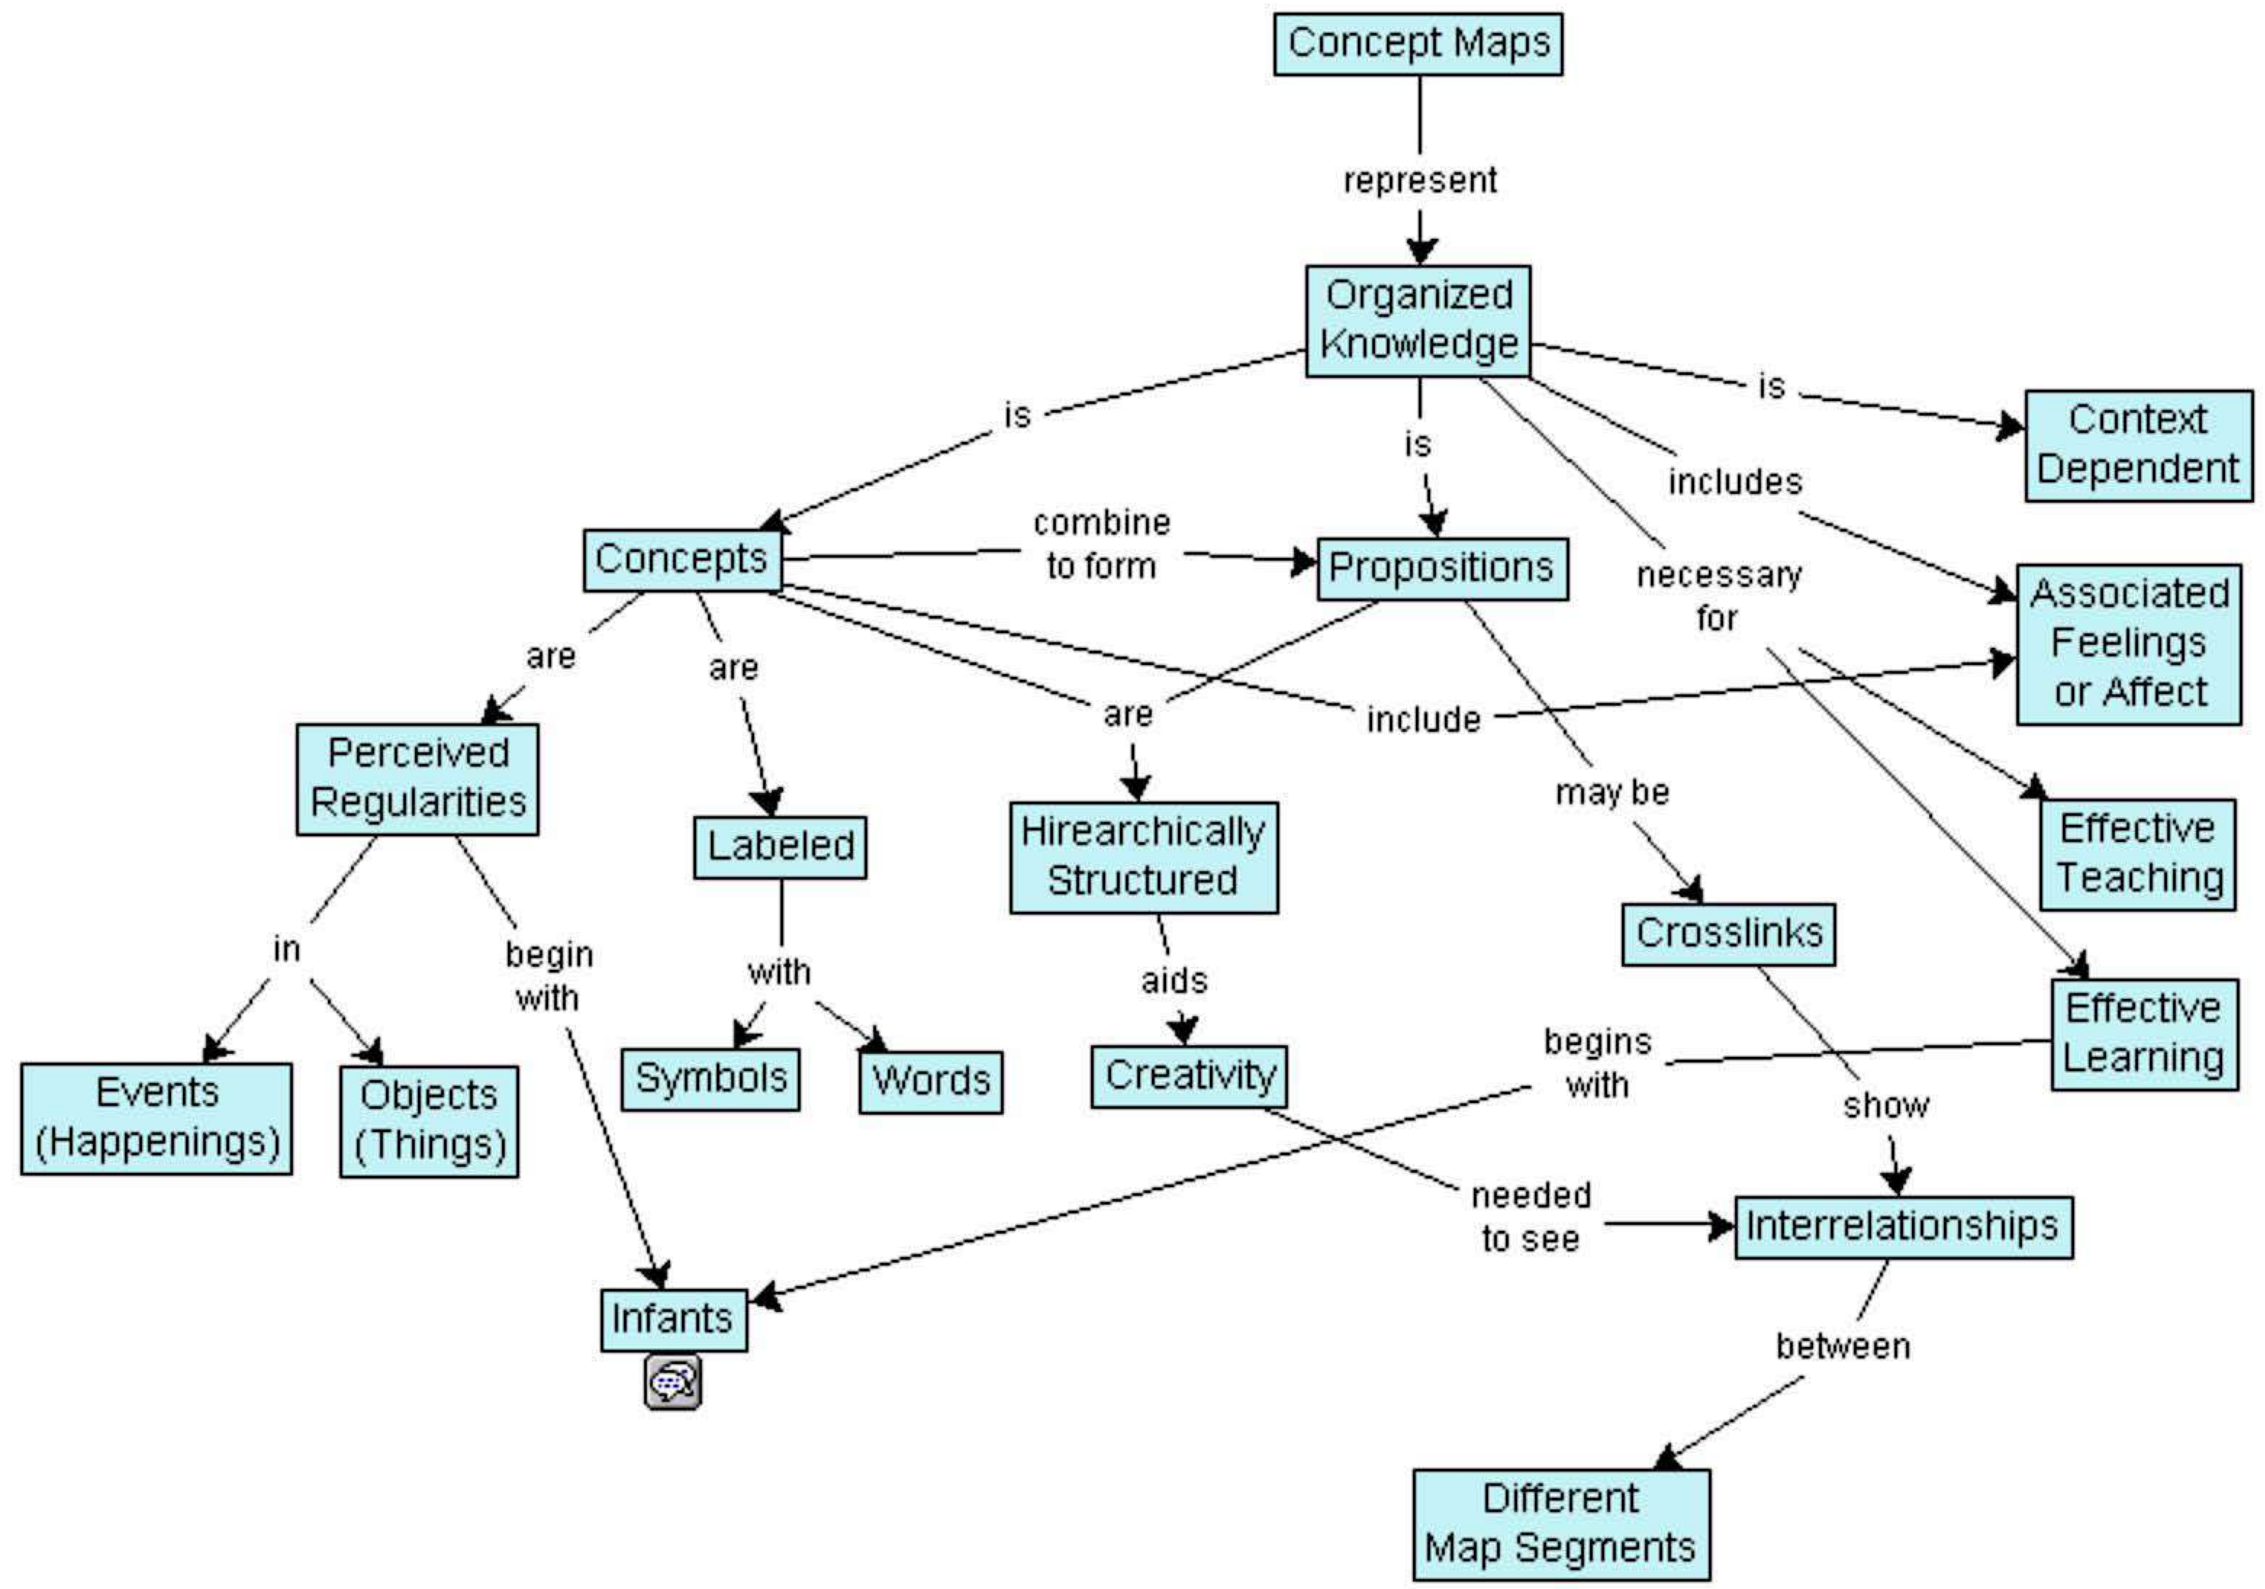 Concept Maps
represent
Organized
Knowledge
is
is
is
Context
Dependent
includes
combine
to form
Concepts
Propositions
necessary
for
Associated
Feelings
or Affect
are
are
are
include
Perceived
Regularities
may be
Labeled
Hirearchically
Structured
Effective
Teaching
Crosslinks
in
begin
with
with
aids
Effective
Learning
begins
with
Symbols
Words
Creativity
Events
(Happenings)
Objects
(Things)
show
needed
to see
Interrelationships
Infants
between
Different
Map Segments